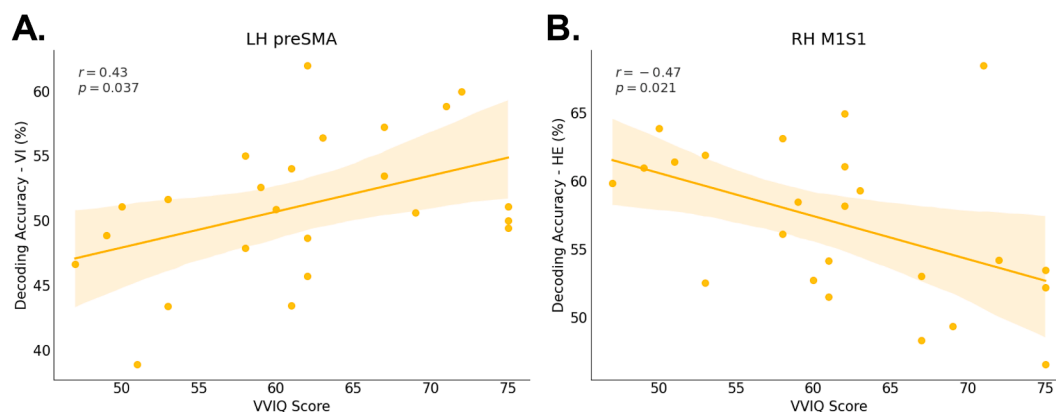 A.
LH preSMA
r = 0.43
p = 0.037
Decoding Accuracy - VI (%)
60
55
50
45
40
50 55 60 65 70 75
VVIQ Score
B.
RH M1S1
r = −0.47
p = 0.021
Decoding Accuracy - HE (%)
65
60
55
50
50 55 60 65 70 75
VVIQ Score